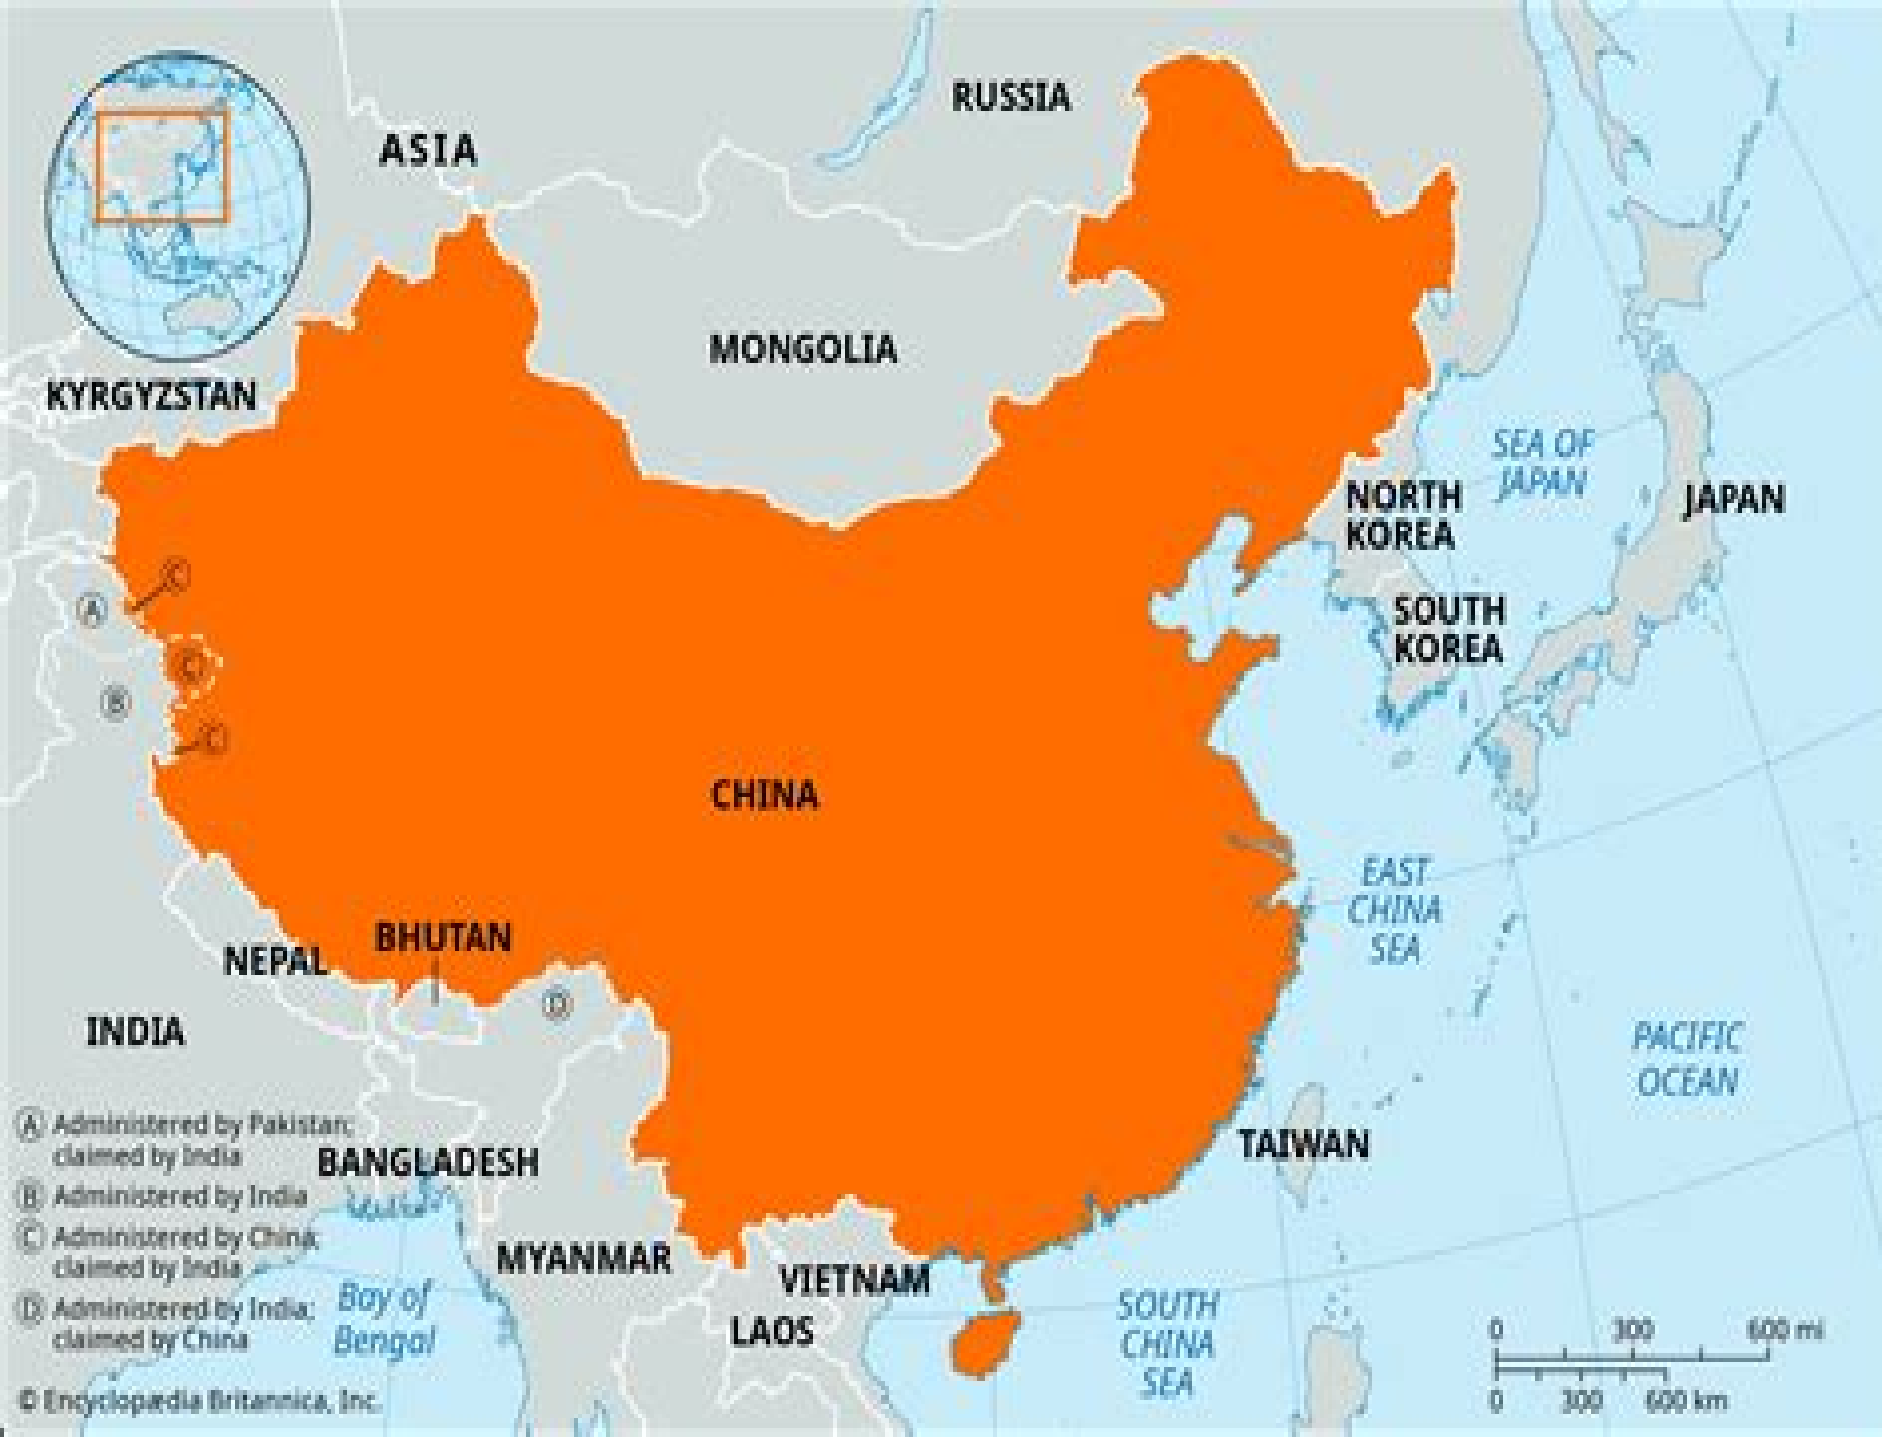 RUSSIA
ASIA
MONGOLIA
KYRGYZSTAN
SEA OF
JAPAN
NORTH
KOREA
JAPAN
SOUTH
KOREA
Ⓒ
Ⓐ
Ⓒ
Ⓑ
Ⓒ
CHINA
EAST
CHINA
SEA
BHUTAN
NEPAL
Ⓓ
INDIA
PACIFIC
OCEAN
Ⓐ Administered by Pakistan;
claimed by India
BANGLADESH
TAIWAN
Ⓑ Administered by India
Ⓒ Administered by China;
claimed by India
MYANMAR
VIETNAM
Ⓓ Administered by India;
claimed by China
Bay of
Bengal
LAOS
SOUTH
CHINA
SEA
0 300 600 mi
0 300 600 km
© Encyclopædia Britannica, Inc.